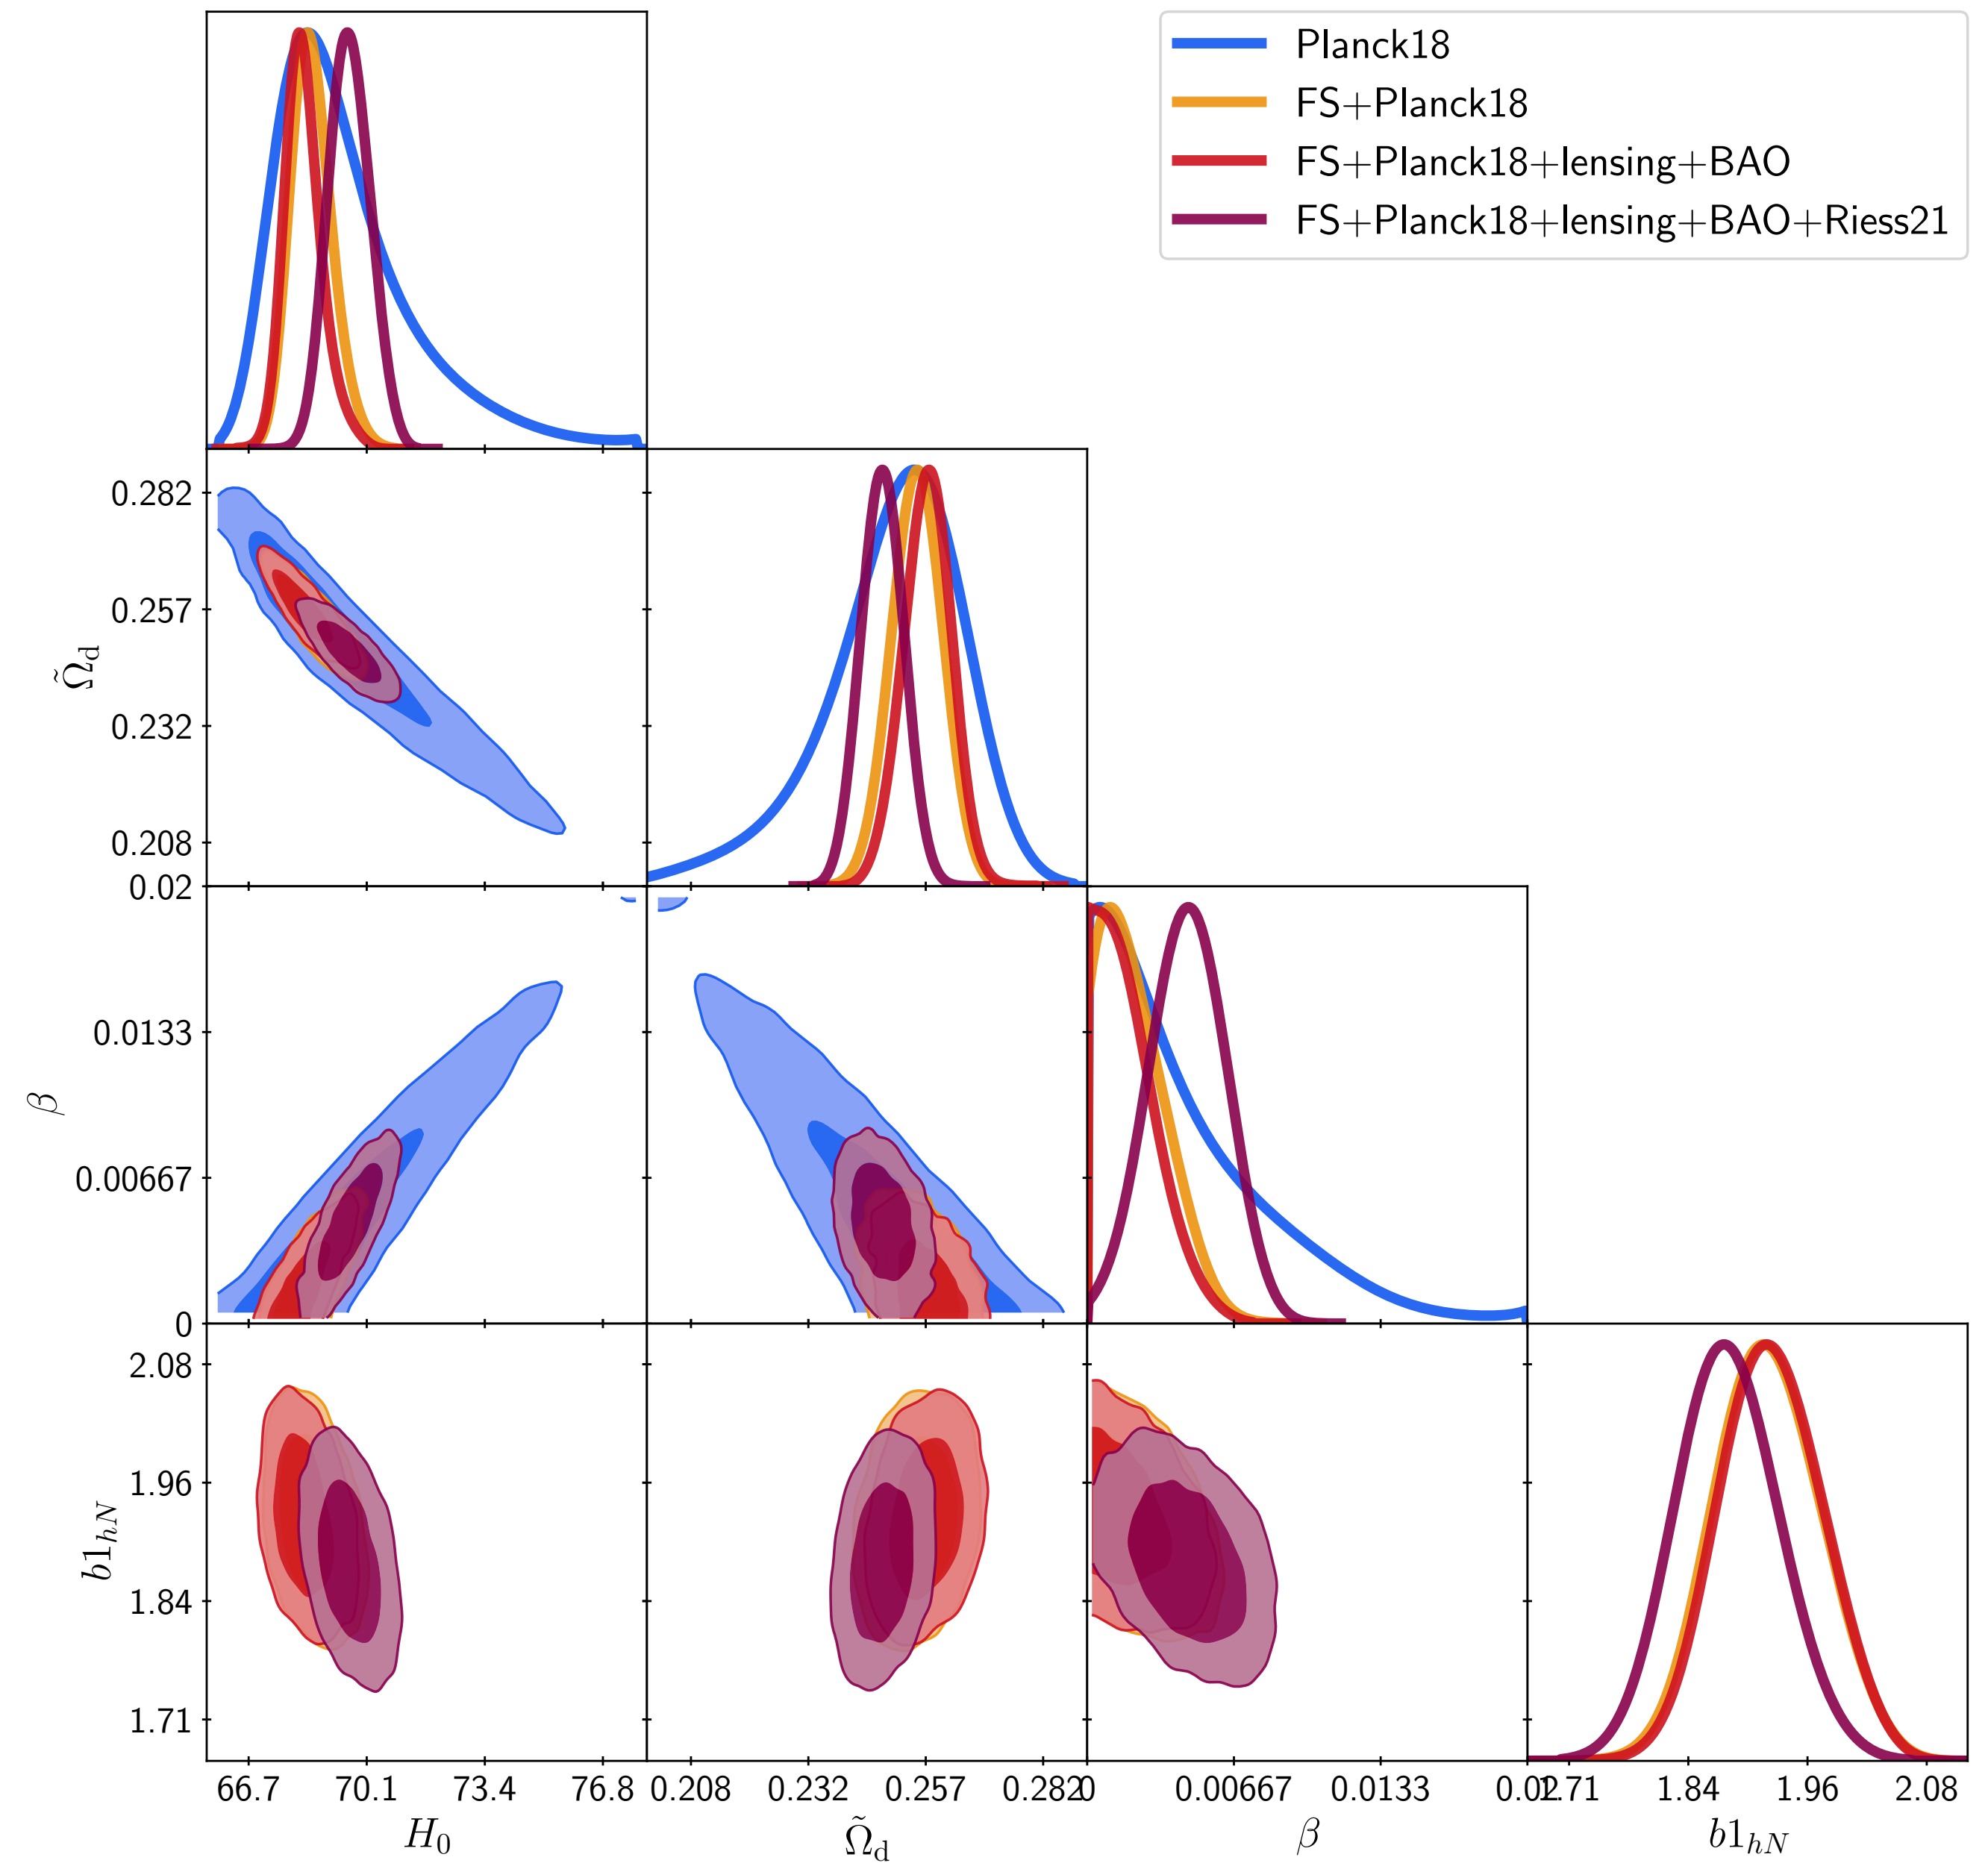 Planck18
FS+Planck18
FS+Planck18+lensing+BAO
FS+Planck18+lensing+BAO+Riess21
0.282
0.257
0.232
0.208
Ω̃d
0.02
0.0133
0.00667
0
β
2.08
1.96
1.84
1.71
b1hN
66.7 70.1 73.4 76.8 0.208 0.232 0.257 0.282 0 0.00667 0.0133 0.02 1.71 1.84 1.96 2.08
H0 Ω̃d β b1hN